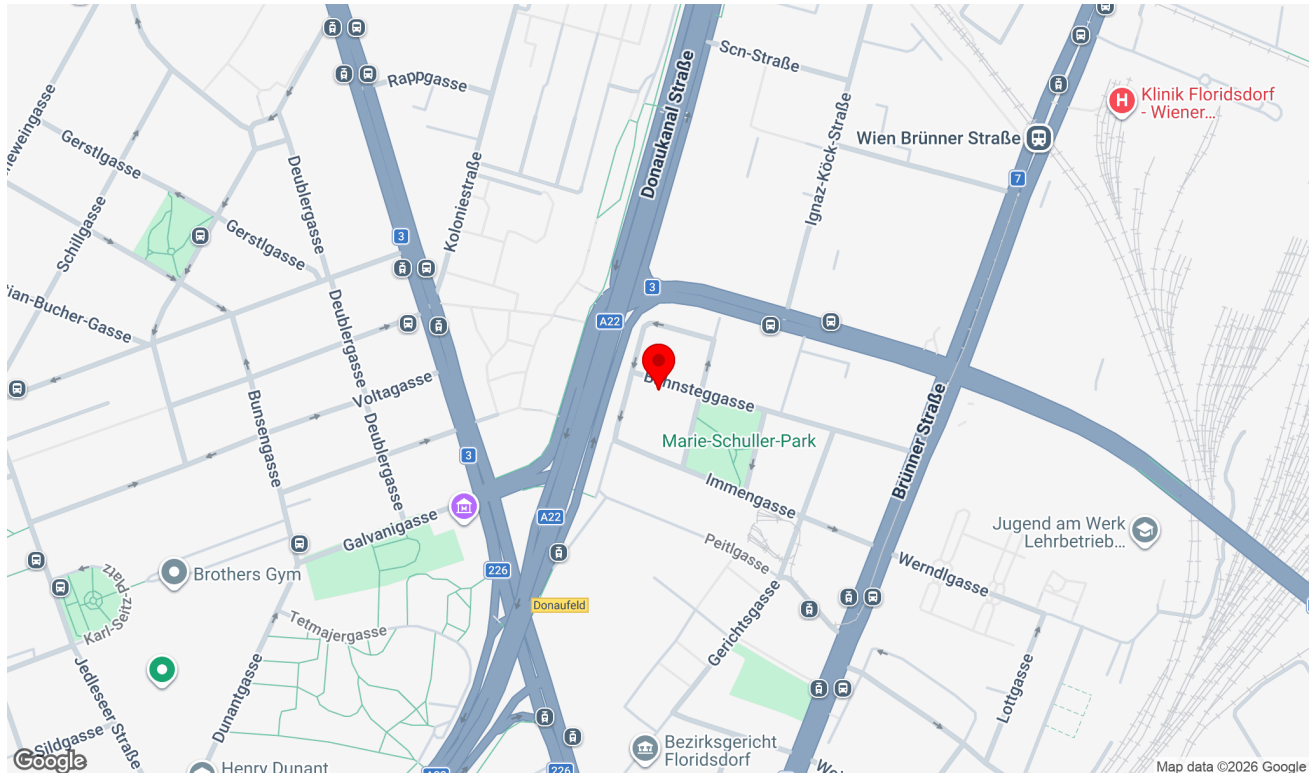 Scn-Straße
Rappgasse
Donaukanal Straße
Klinik Floridsdorf
- Wiener...
Wien Brünner Straße
Gerstlgasse
Deublergasse
Koloniestraße
Ignaz-Köck-Straße
7
Schillgasse
Gerstlgasse
3
3
A22
Deublergasse
Voltagasse
Bunsengasse
Deublergasse
Marie-Schuller-Park
Brünner Straße
3
Immengasse
Galvanigasse
A22
Jugend am Werk
Lehrbetrieb...
Peitlgasse
Werndlgasse
226
Brothers Gym
Donaufeld
Karl-Seitz-
Platz
Tetmajergasse
Gerichtsgasse
Jedleseer Straße
Dunantgasse
Lottgasse
Sildgasse
Bezirksgericht
Floridsdorf
Henry Dunant
226
Google
Map data ©2026 Google